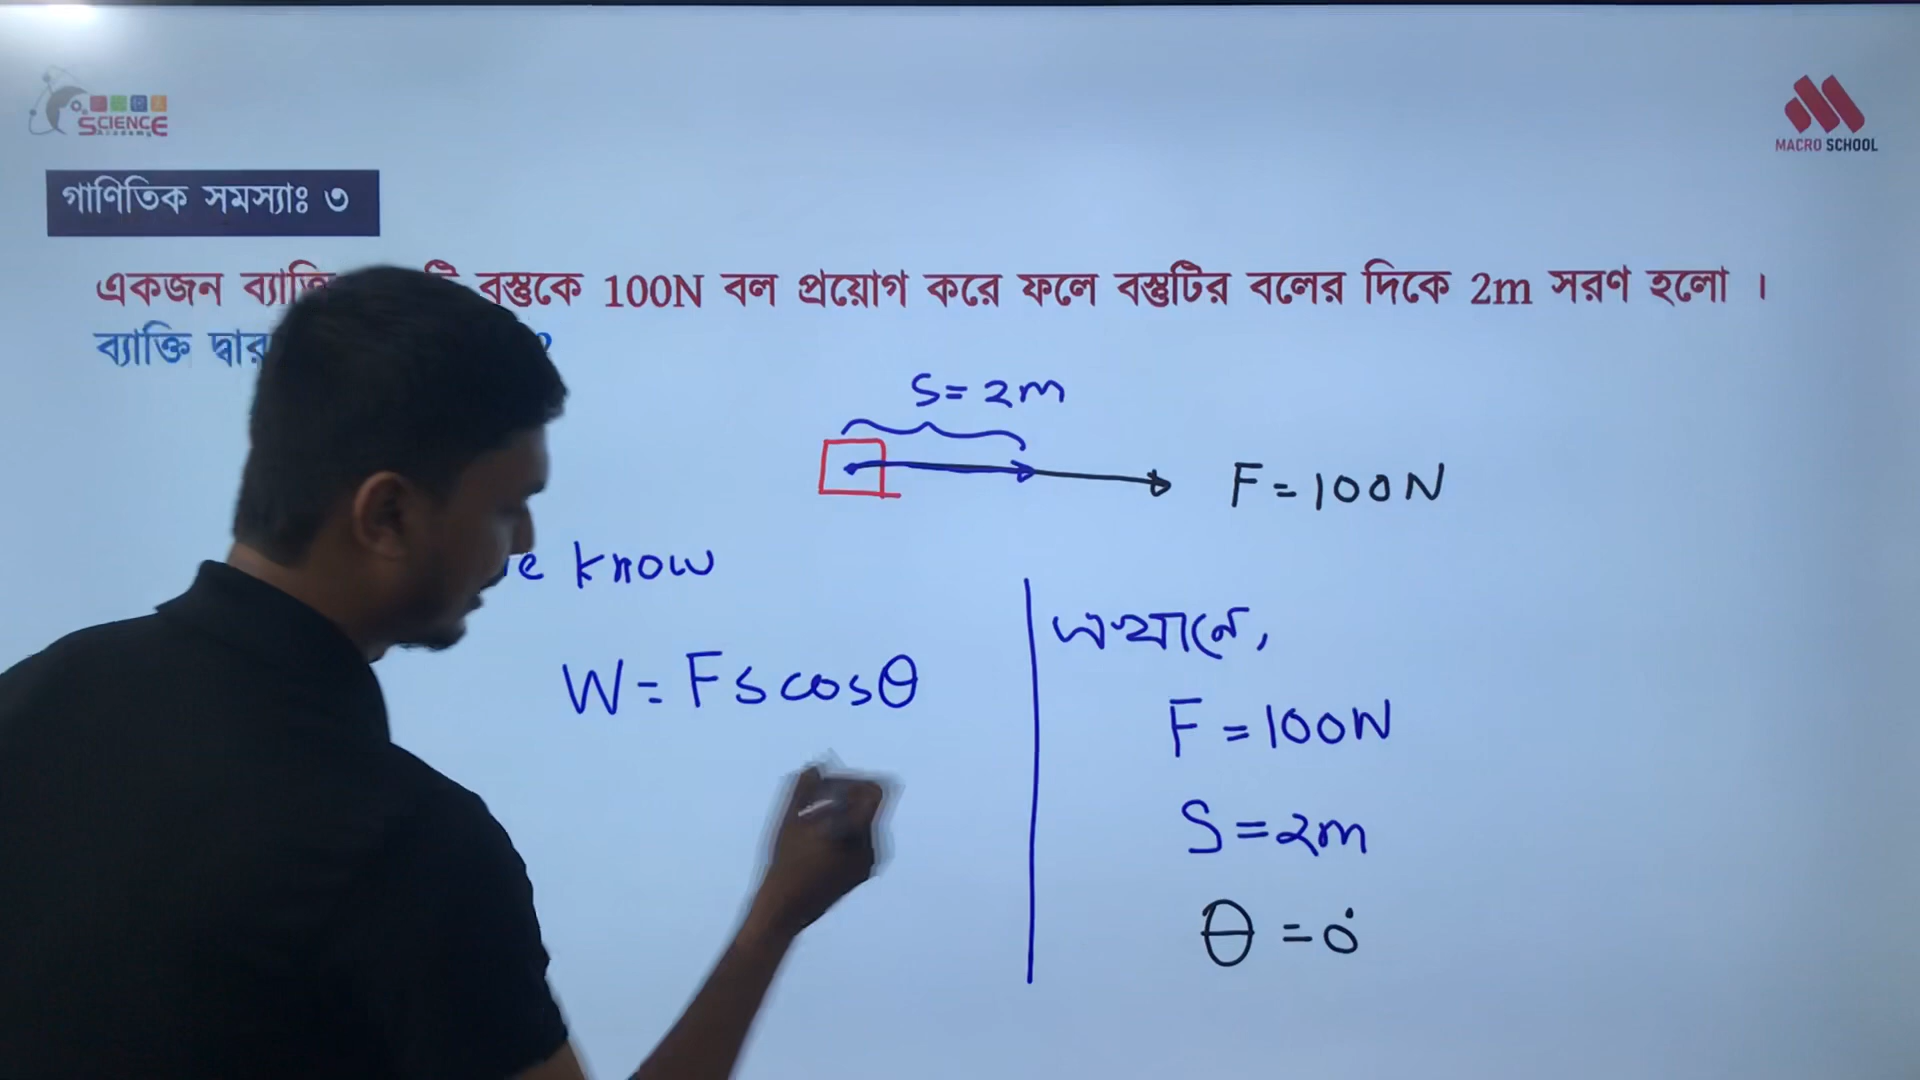 SCIENCE
Academy
MACRO SCHOOL
গাণিতিক সমস্যাঃ ৩
একজন বস্তুকে 100N বল প্রয়োগ করে ফলে বস্তুটির বলের দিকে 2m সরণ হলো ।
ব্যাক্তি
S = 2m
F = 100N
know
W = Fscosθ
এখানে,
F = 100N
S = 2m
θ = 0°